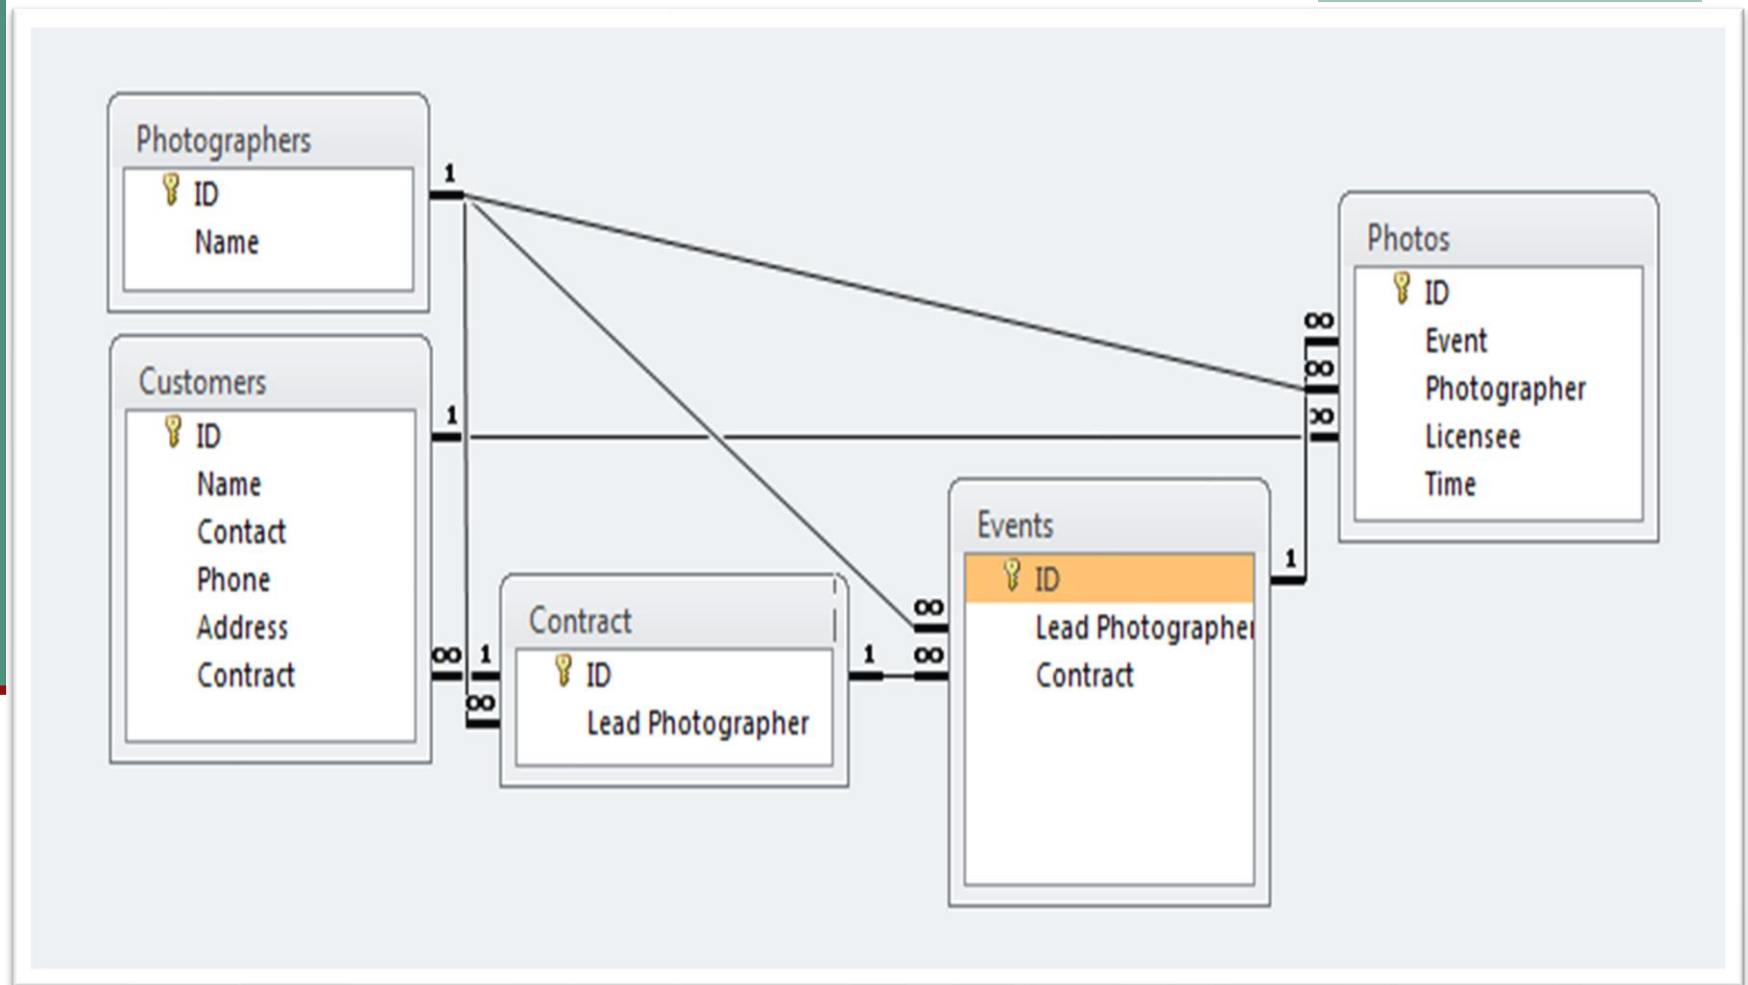 Photographers
1
ID
Name
Customers
1
ID
Name
Contact
Phone
Address
Contract
∞
1
∞
Contract
ID
Lead Photographer
1
∞
∞
Events
ID
Lead Photographer
Contract
1
∞
∞
∞
Photos
ID
Event
Photographer
Licensee
Time